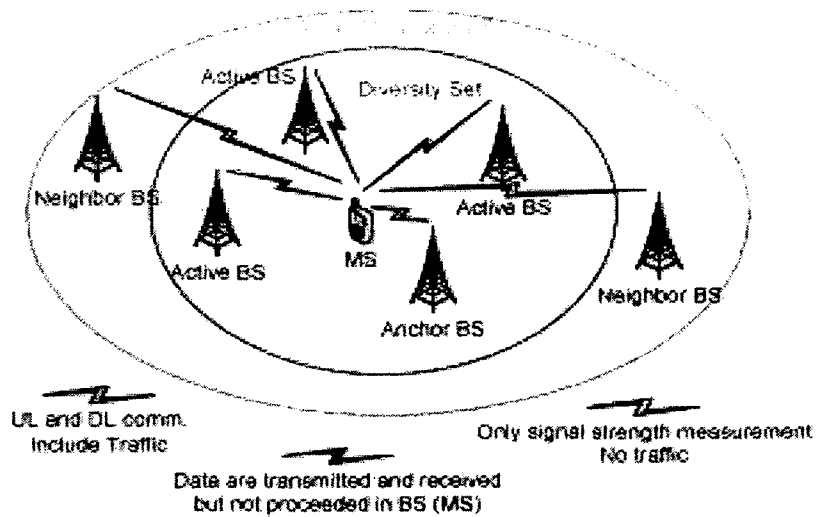 Active BS
Diversity Set
Neighbor BS
Active BS
Active BS
MS
Neighbor BS
Anchor BS
UL and DL comm.
Include Traffic
Only signal strength measurement
No traffic
Data are transmitted and received
but not proceeded in BS (MS)